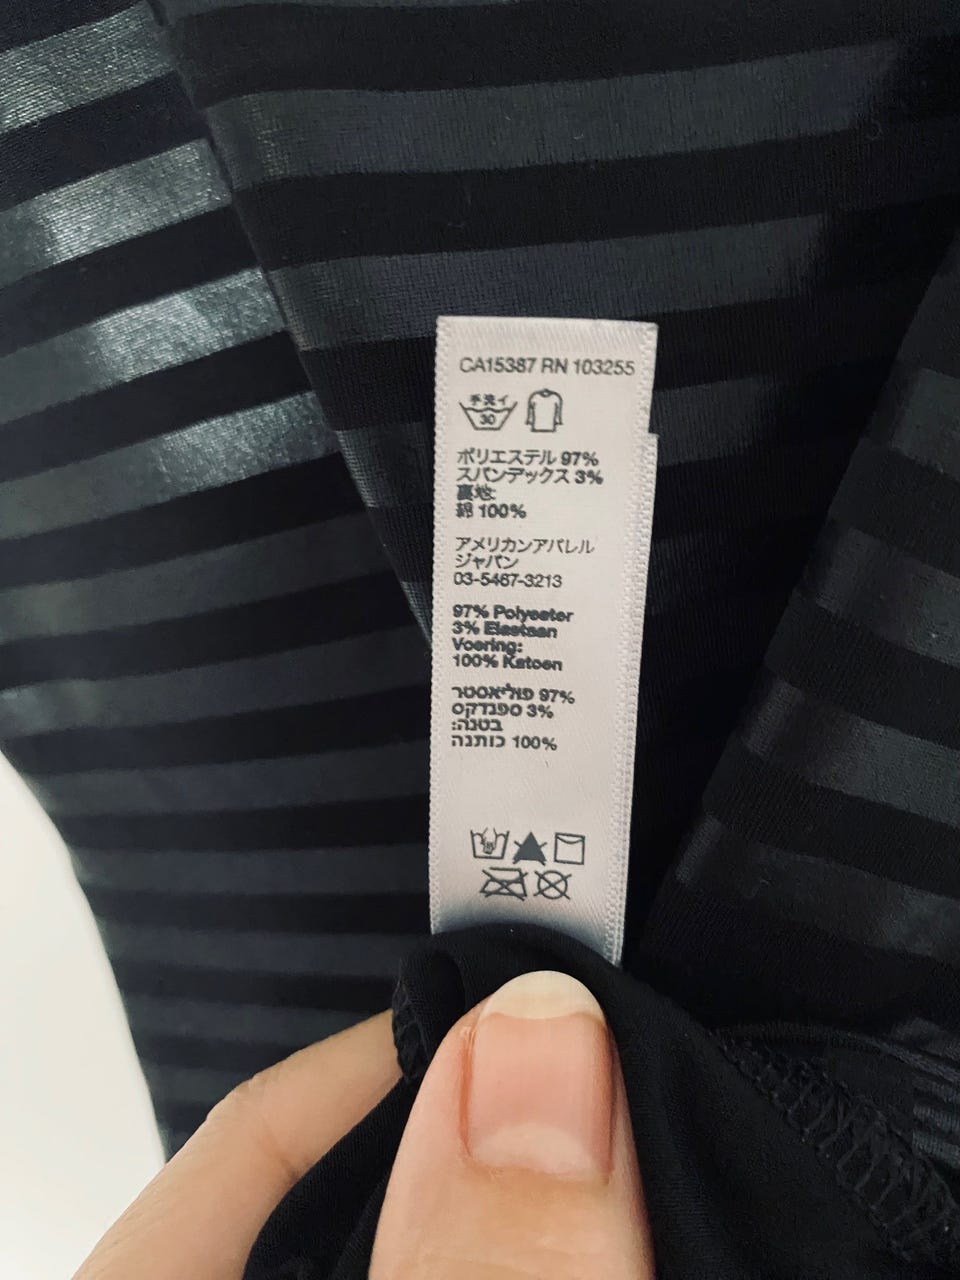 CA15387 RN 103255
手洗イ
30
ポリエステル 97%
スパンデックス 3%
裏地:
綿 100%
アメリカンアパレル
ジャパン
03-5467-3213
97% Polyester
3% Elastaan
Voering:
100% Katoen
97% פוליאסטר
3% ספנדקס
בטנה:
100% כותנה